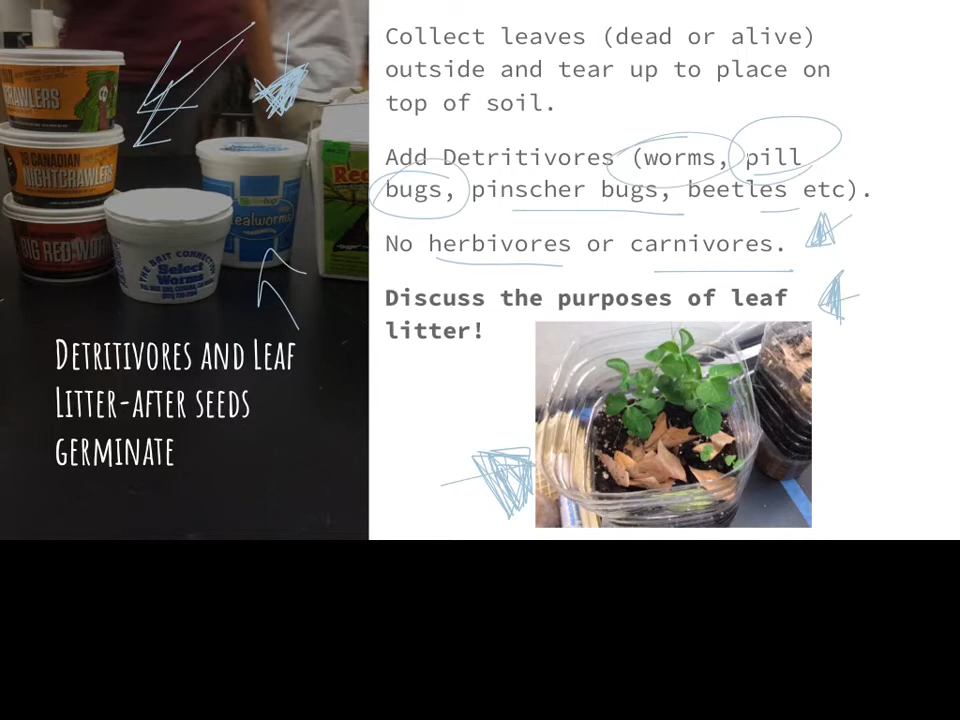 CRAWLERS
18 CANADIAN
NIGHTCRAWLERS
BIG RED WOR
THE BAIT CONNECTION
Select
Worms
ealworms
Red
DETRITIVORES AND LEAF
LITTER-AFTER SEEDS
GERMINATE
Collect leaves (dead or alive)
outside and tear up to place on
top of soil.
Add Detritivores (worms, pill
bugs, pinscher bugs, beetles etc).
No herbivores or carnivores.
Discuss the purposes of leaf
litter!